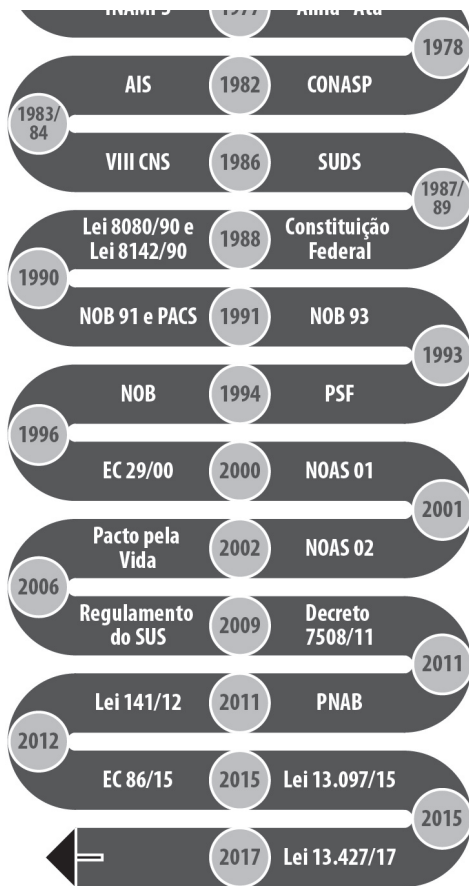 1978
AIS 1982 CONASP
1983/
84
VIII CNS 1986 SUDS
1987/
89
Lei 8080/90 e
Lei 8142/90
1988
Constituição
Federal
1990
NOB 91 e PACS 1991 NOB 93
1993
NOB 1994 PSF
1996
EC 29/00 2000 NOAS 01
2001
Pacto pela
Vida
2002 NOAS 02
2006
Regulamento
do SUS
2009
Decreto
7508/11
2011
Lei 141/12 2011 PNAB
2012
EC 86/15 2015 Lei 13.097/15
2015
2017 Lei 13.427/17